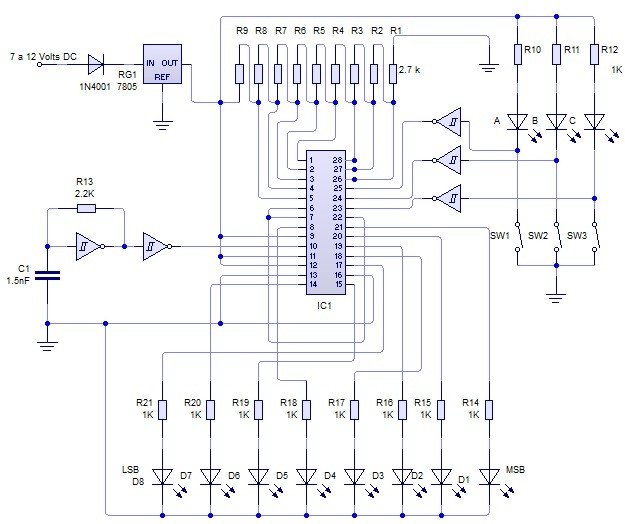 R9 R8 R7 R6 R5 R4 R3 R2 R1
7 a 12 Volts DC
1N4001
RG1
7805
IN OUT
REF
2.7 k
R10 R11 R12
1K
A B C
1 28
2 27
3 26
4 25
5 24
6 23
7 22
8 21
9 20
10 19
11 18
12 17
13 16
14 15
IC1
R13
2.2K
C1
1.5nF
SW1 SW2 SW3
R21
1K
R20
1K
R19
1K
R18
1K
R17
1K
R16
1K
R15
1K
R14
1K
LSB
D8
D7 D6 D5 D4 D3 D2 D1
MSB